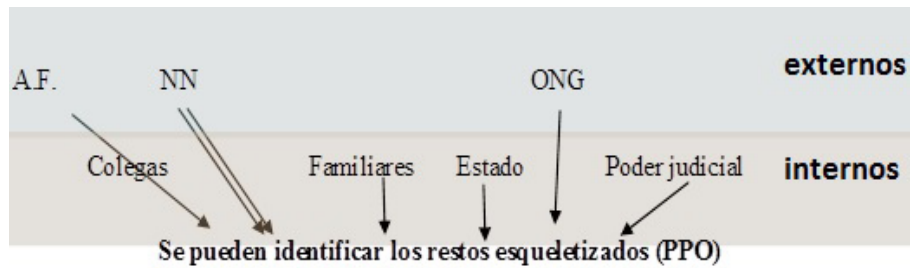 externos
A.F. NN ONG
Colegas Familiares Estado Poder judicial internos
Se pueden identificar los restos esqueletizados (PPO)